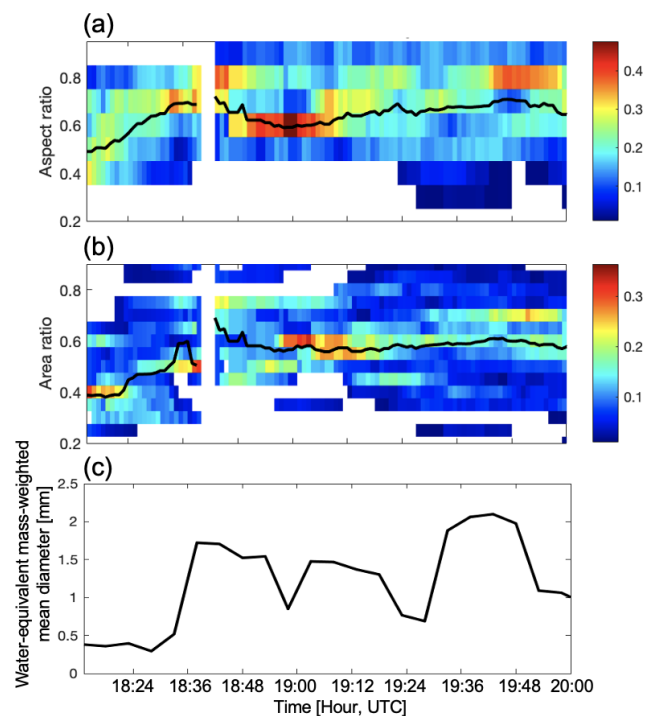 (a)
Aspect ratio
0.8
0.6
0.4
0.2
0.4
0.3
0.2
0.1
(b)
Area ratio
0.8
0.6
0.4
0.2
0.3
0.2
0.1
(c)
Water-equivalent mass-weighted
mean diameter [mm]
2.5
2
1.5
1
0.5
0
18:24 18:36 18:48 19:00 19:12 19:24 19:36 19:48 20:00
Time [Hour, UTC]